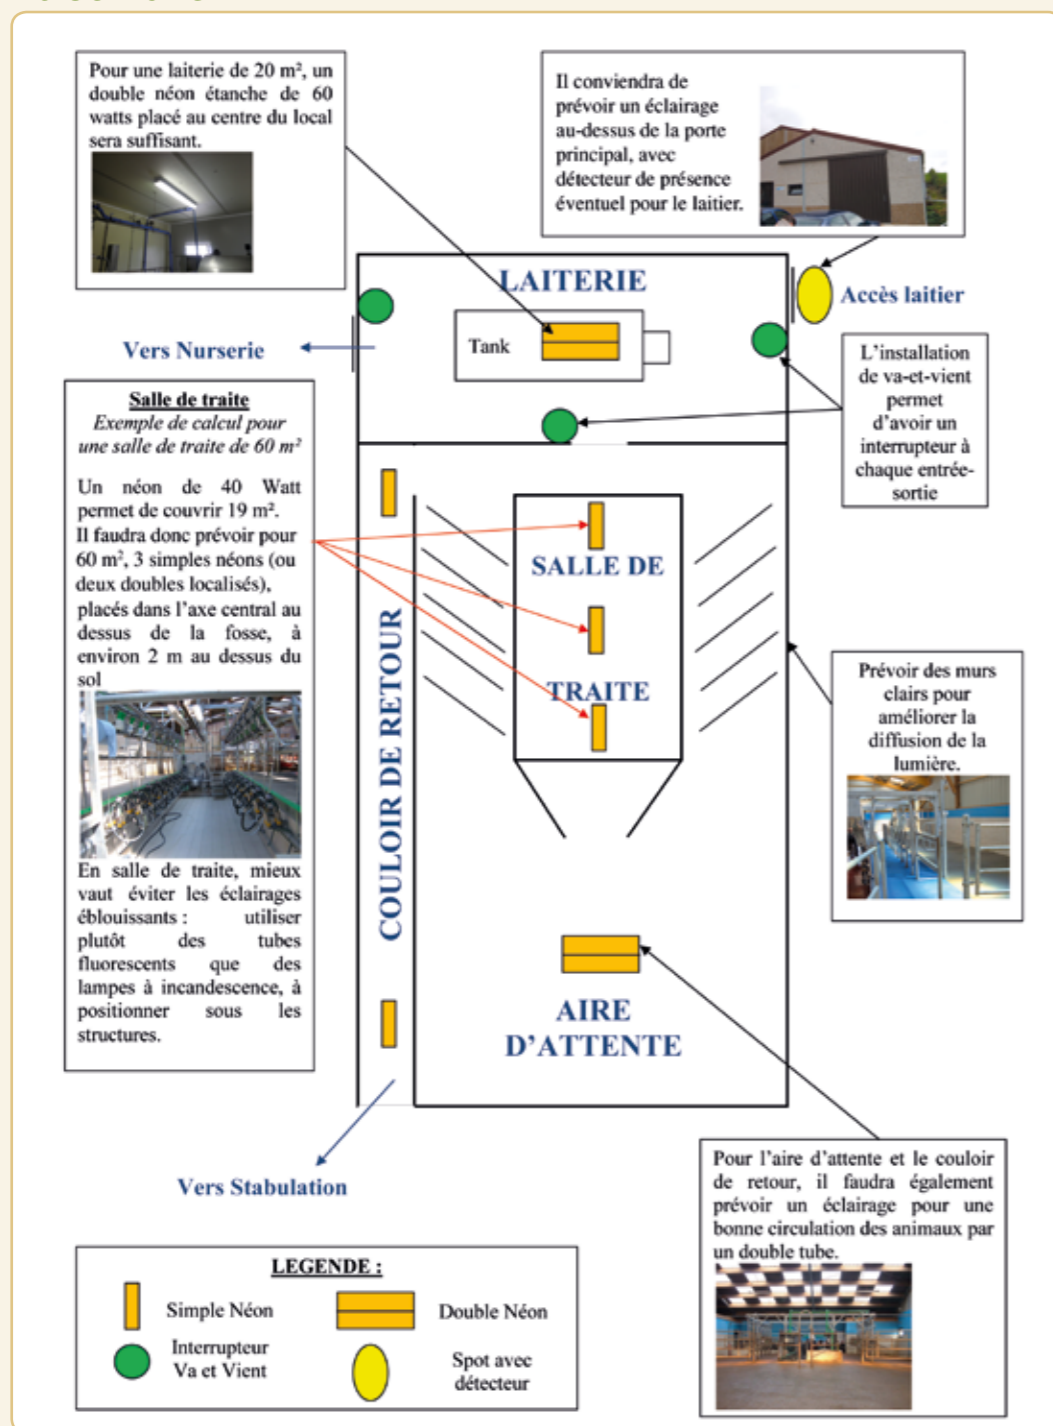 Pour une laiterie de 20 m², un
double néon étanche de 60
watts placé au centre du local
sera suffisant.
Il conviendra de
prévoir un éclairage
au-dessus de la porte
principal, avec
détecteur de présence
éventuel pour le laitier.
LAITERIE
Accès laitier
Tank
Vers Nurserie
L’installation
de va-et-vient
permet
d’avoir un
interrupteur à
chaque entrée-
sortie
Salle de traite
Exemple de calcul pour
une salle de traite de 60 m²
Un néon de 40 Watt
permet de couvrir 19 m².
Il faudra donc prévoir pour
60 m², 3 simples néons (ou
deux doubles localisés),
placés dans l’axe central au
dessus de la fosse, à
environ 2 m au dessus du
sol
En salle de traite, mieux
vaut éviter les éclairages
éblouissants : utiliser
plutôt des tubes
fluorescents que des
lampes à incandescence, à
positionner sous les
structures.
SALLE DE
TRAITE
COULOIR DE RETOUR
Prévoir des murs
clairs pour
améliorer la
diffusion de la
lumière.
AIRE
D’ATTENTE
Vers Stabulation
Pour l’aire d’attente et le couloir
de retour, il faudra également
prévoir un éclairage pour une
bonne circulation des animaux par
un double tube.
LEGENDE :
Simple Néon
Double Néon
Interrupteur
Va et Vient
Spot avec
détecteur